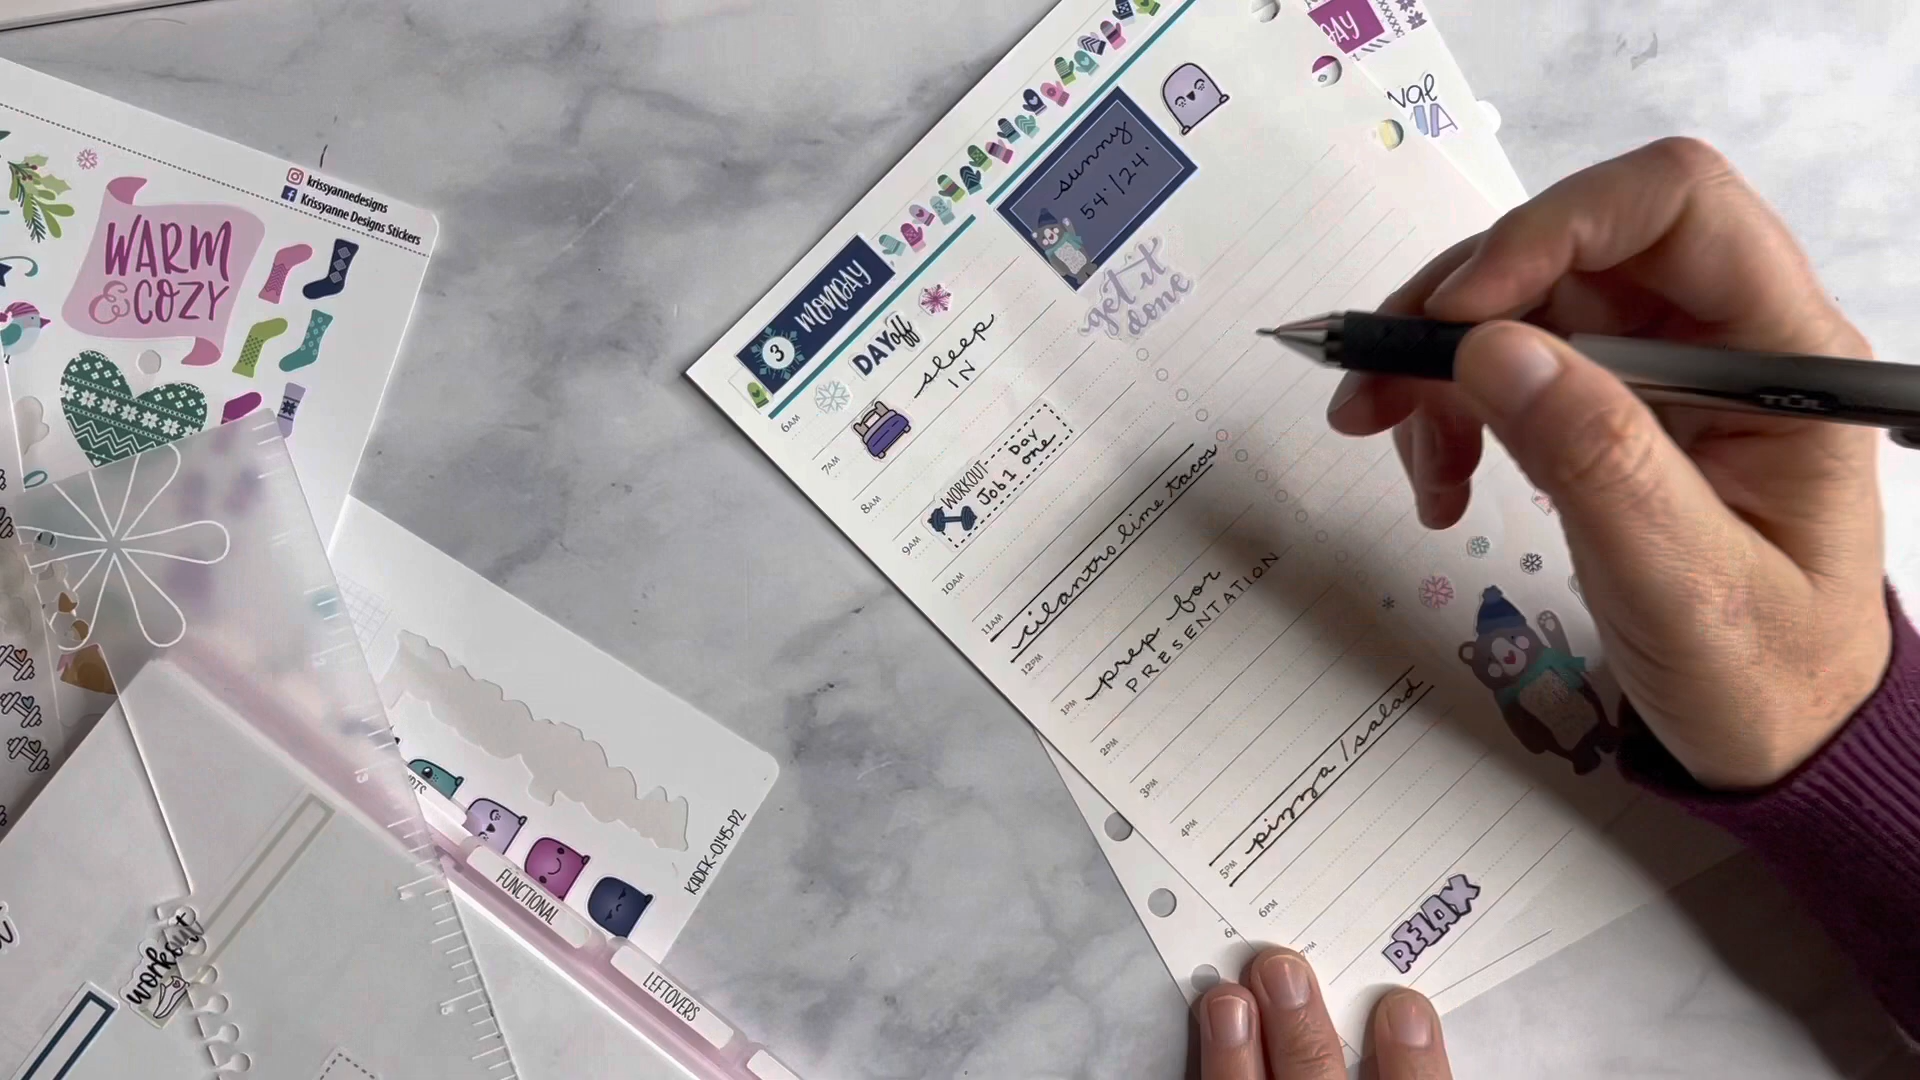 krissyannedesigns
Krissyanne Designs Stickers
WARM
& COZY
KADFK-0145-P2
FUNCTIONAL
LEFTOVERS
workout
3
MONDAY
DAY off
sleep
IN
sunny
54° / 24°
get it
done
6AM
7AM
8AM
9AM
10AM
11AM
12PM
1PM
2PM
3PM
4PM
5PM
6PM
7PM
WORKOUT
Day
Job 1 one
cilantro lime tacos
prep for
PRESENTATION
pizza / salad
RELAX
TUL